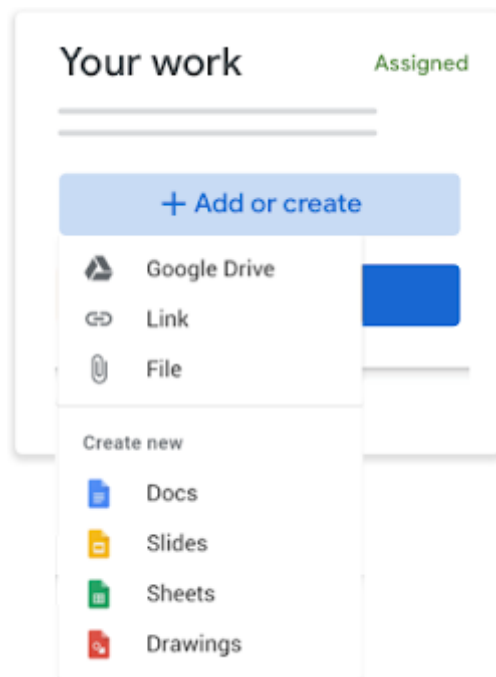 Your work
Assigned
+ Add or create
Google Drive
Link
File
Create new
Docs
Slides
Sheets
Drawings